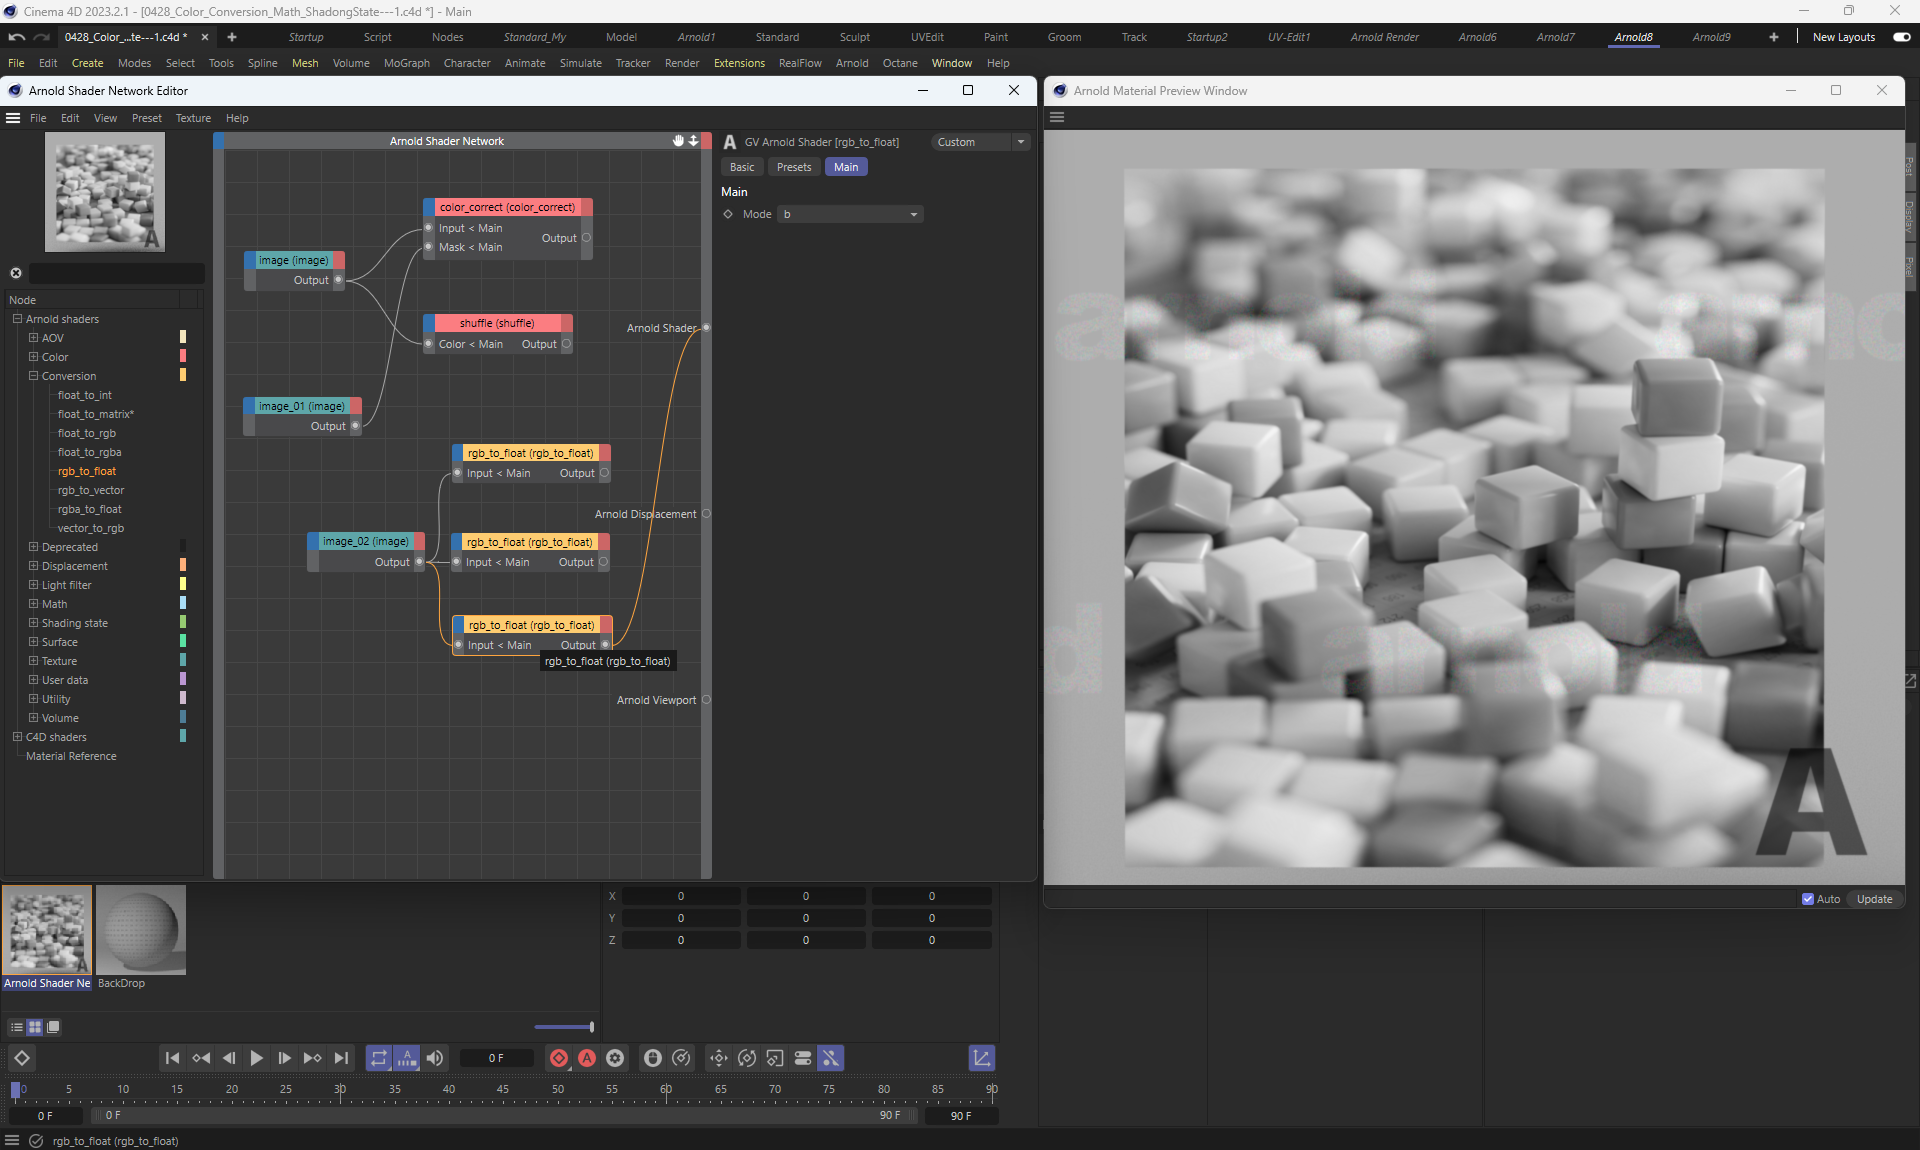 Cinema 4D 2023.2.1 - [0428_Color_Conversion_Math_ShadongState---1.c4d *] - Main
0428_Color_...te---1.c4d *
Startup Script Nodes Standard_My Model Arnold1 Standard Sculpt UVEdit Paint Groom Track Startup2 UV-Edit1 Arnold Render Arnold6 Arnold7 Arnold8 Arnold9 New Layouts
File Edit Create Modes Select Tools Spline Mesh Volume MoGraph Character Animate Simulate Tracker Render Extensions RealFlow Arnold Octane Window Help
Arnold Shader Network Editor
File Edit View Preset Texture Help
Node
Arnold shaders
AOV
Color
Conversion
float_to_int
float_to_matrix*
float_to_rgb
float_to_rgba
rgb_to_float
rgb_to_vector
rgba_to_float
vector_to_rgb
Deprecated
Displacement
Light filter
Math
Shading state
Surface
Texture
User data
Utility
Volume
C4D shaders
Material Reference
Arnold Shader Network
color_correct (color_correct)
Input < Main
Mask < Main
Output
image (image)
Output
shuffle (shuffle)
Color < Main Output
Arnold Shader
image_01 (image)
Output
rgb_to_float (rgb_to_float)
Input < Main Output
Arnold Displacement
image_02 (image)
Output
rgb_to_float (rgb_to_float)
Input < Main Output
rgb_to_float (rgb_to_float)
Input < Main Output
rgb_to_float (rgb_to_float)
Arnold Viewport
GV Arnold Shader [rgb_to_float]
Custom
Basic Presets Main
Main
Mode b
Arnold Material Preview Window
Post
Display
Pixel
A
Auto Update
Arnold Shader Ne
BackDrop
X 0 0 0
Y 0 0 0
Z 0 0 0
0 F
0 5 10 15 20 25 30 35 40 45 50 55 60 65 70 75 80 85 90
0 F 0 F 90 F 90 F
rgb_to_float (rgb_to_float)